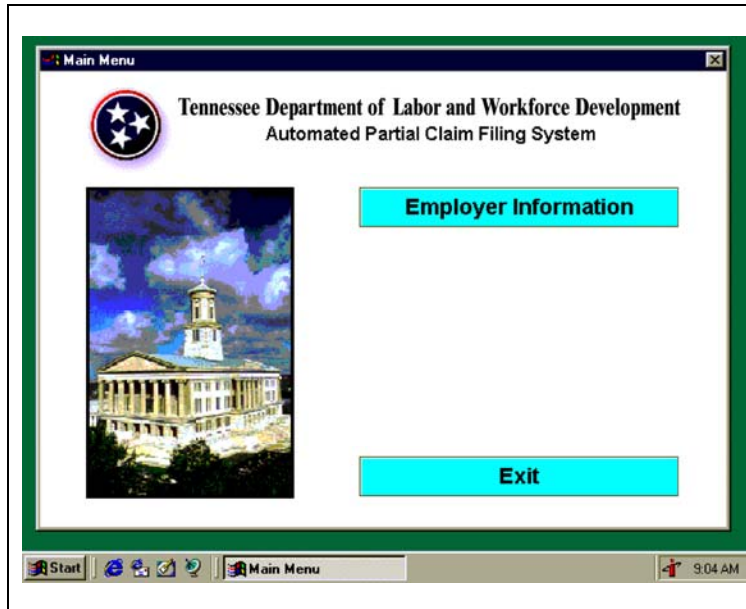 Main Menu
Tennessee Department of Labor and Workforce Development
Automated Partial Claim Filing System
Employer Information
Exit
Start
Main Menu
9:04 AM